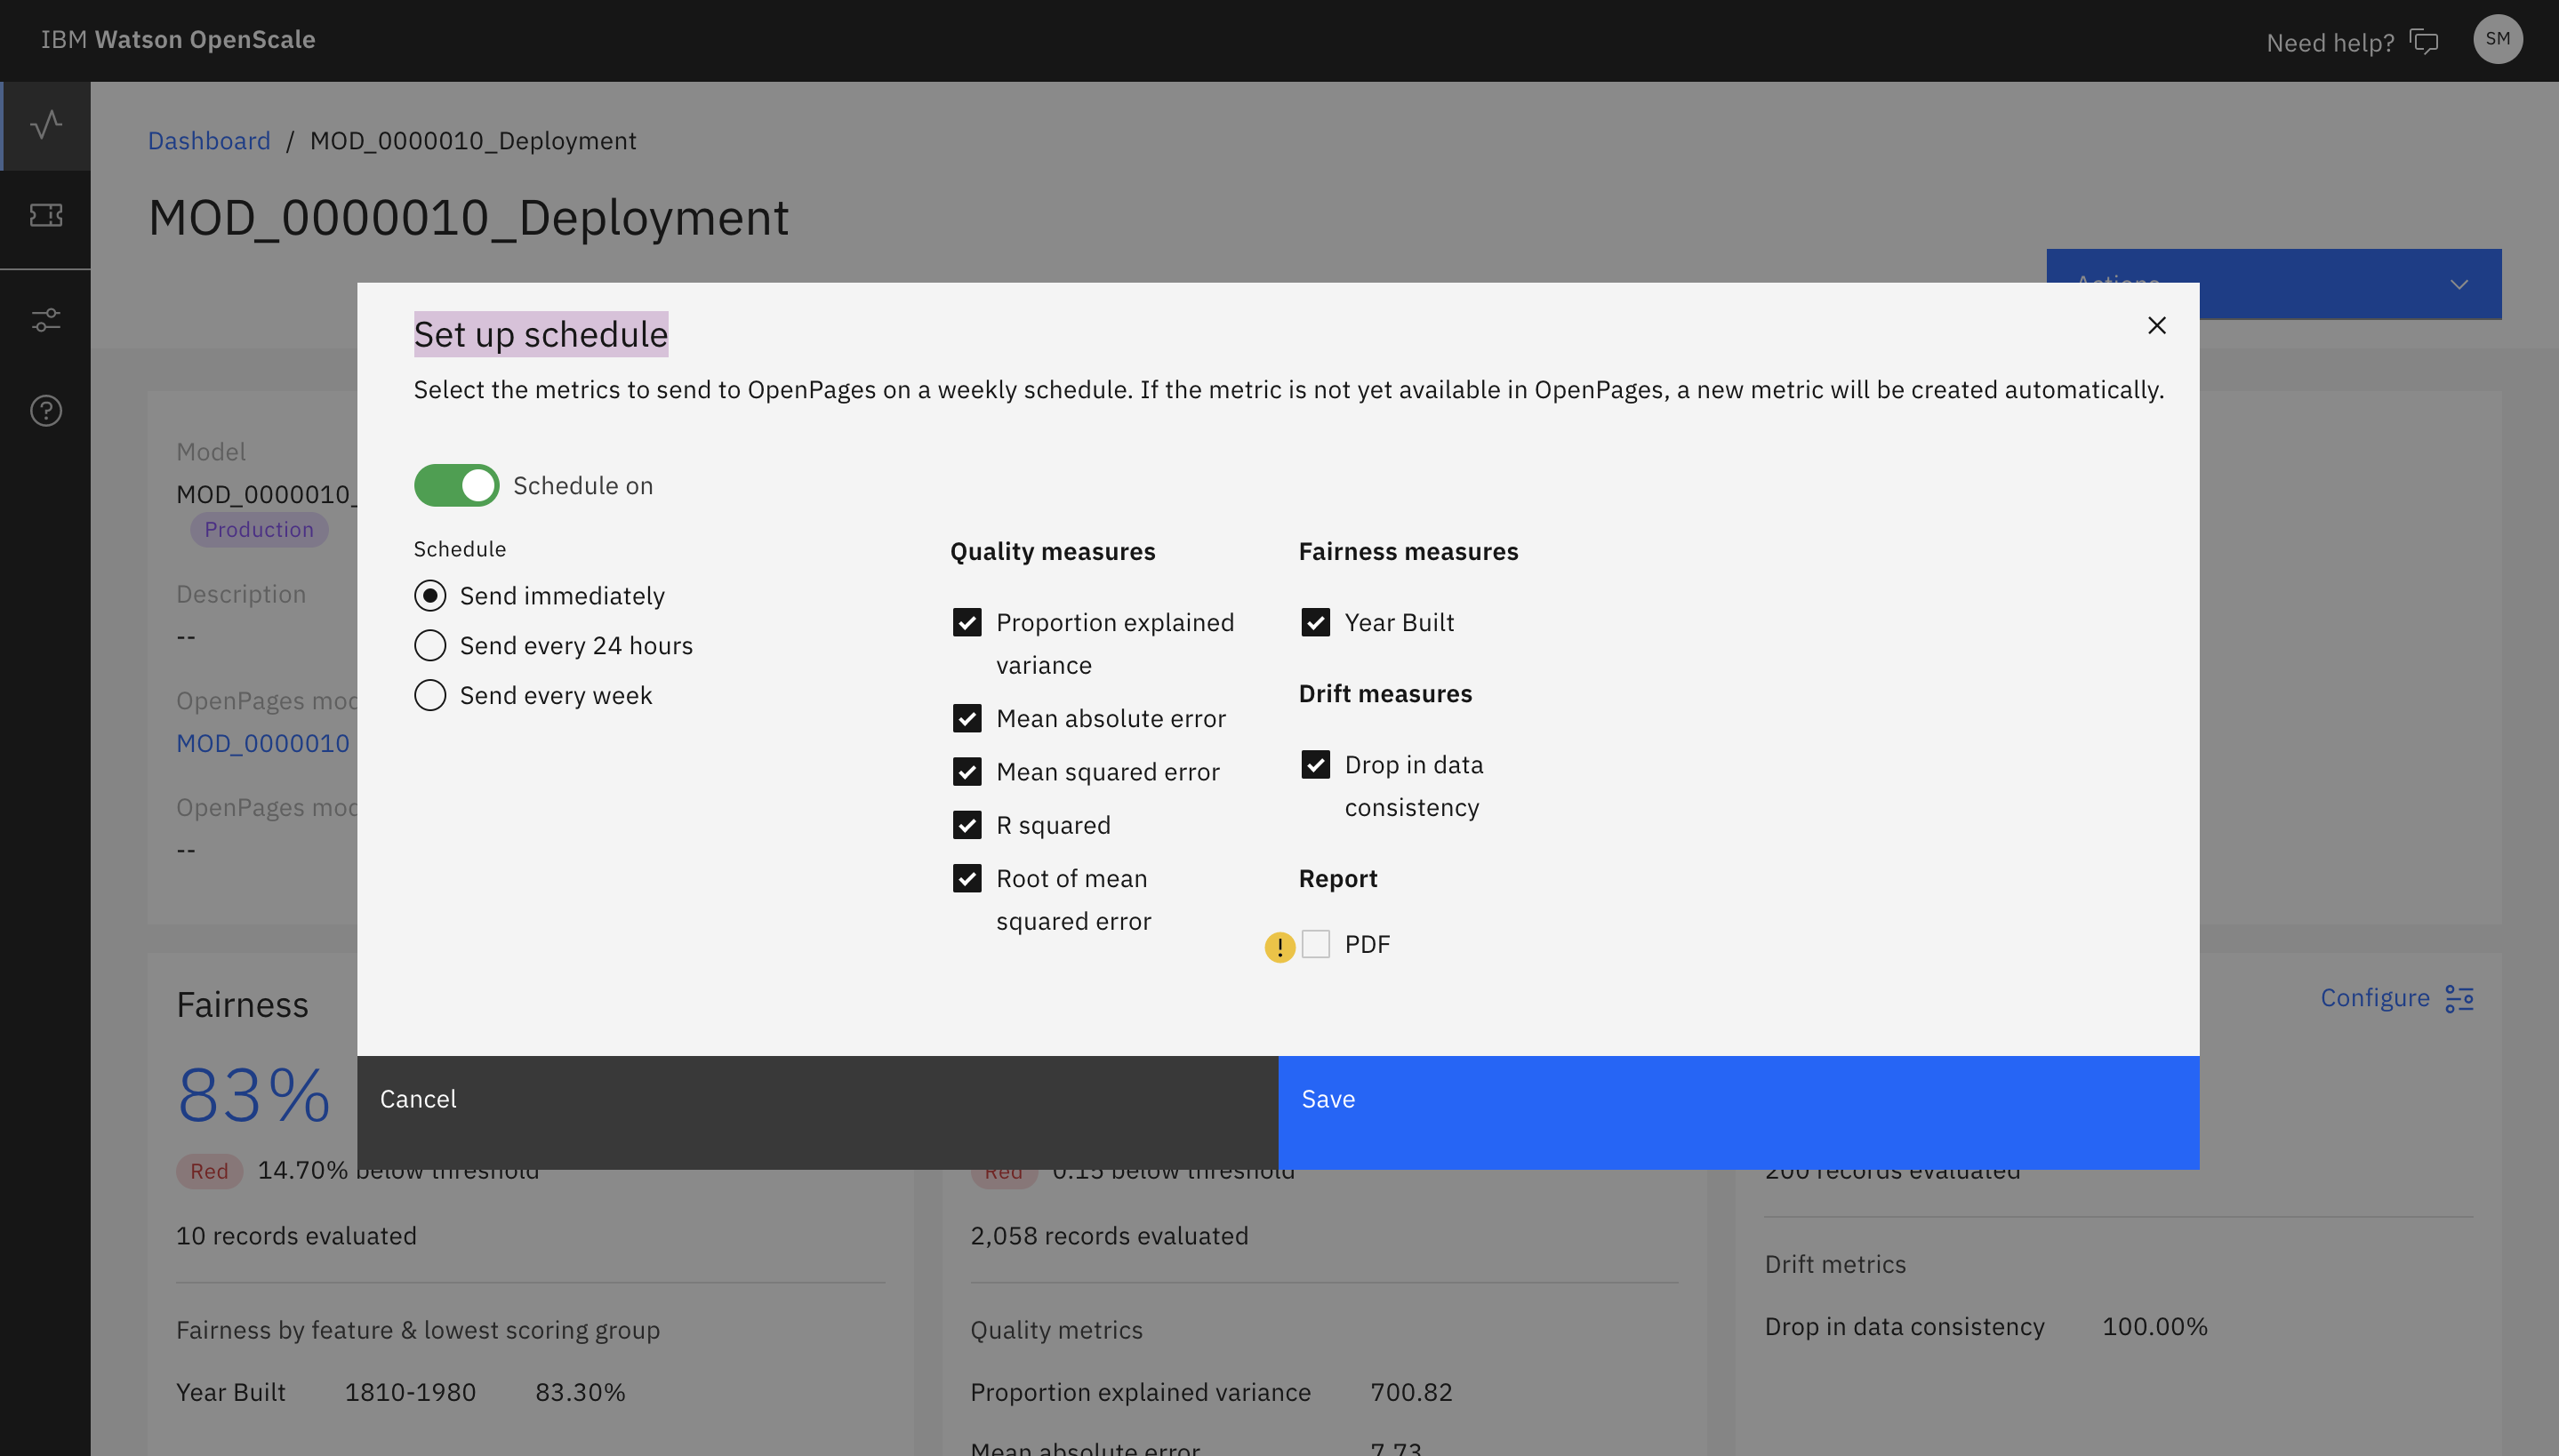 IBM Watson OpenScale
Need help?
SM
Dashboard / MOD_0000010_Deployment
MOD_0000010_Deployment
Actions
Set up schedule
Select the metrics to send to OpenPages on a weekly schedule. If the metric is not yet available in OpenPages, a new metric will be created automatically.
Schedule on
Schedule
Send immediately
Send every 24 hours
Send every week
Quality measures
Proportion explained
variance
Mean absolute error
Mean squared error
R squared
Root of mean
squared error
Fairness measures
Year Built
Drift measures
Drop in data
consistency
Report
! PDF
Cancel
Save
Model
MOD_0000010_
Production
Description
--
OpenPages mod
MOD_0000010
OpenPages mod
--
Fairness
83%
Red 14.70% below threshold
10 records evaluated
Fairness by feature & lowest scoring group
Year Built 1810-1980 83.30%
Red 0.15 below threshold
2,058 records evaluated
Quality metrics
Proportion explained variance 700.82
Mean absolute error 7.73
Configure
200 records evaluated
Drift metrics
Drop in data consistency 100.00%